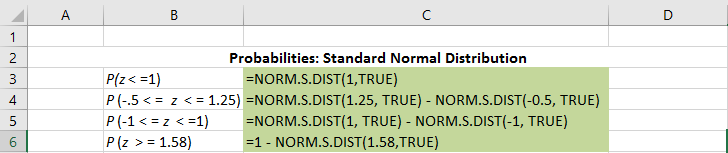 A B C D
1
2 Probabilities: Standard Normal Distribution
3 P(z < =1) =NORM.S.DIST(1,TRUE)
4 P (-.5 < = z < = 1.25) =NORM.S.DIST(1.25, TRUE) - NORM.S.DIST(-0.5, TRUE)
5 P (-1 < = z < =1) =NORM.S.DIST(1, TRUE) - NORM.S.DIST(-1, TRUE)
6 P (z > = 1.58) =1 - NORM.S.DIST(1.58,TRUE)